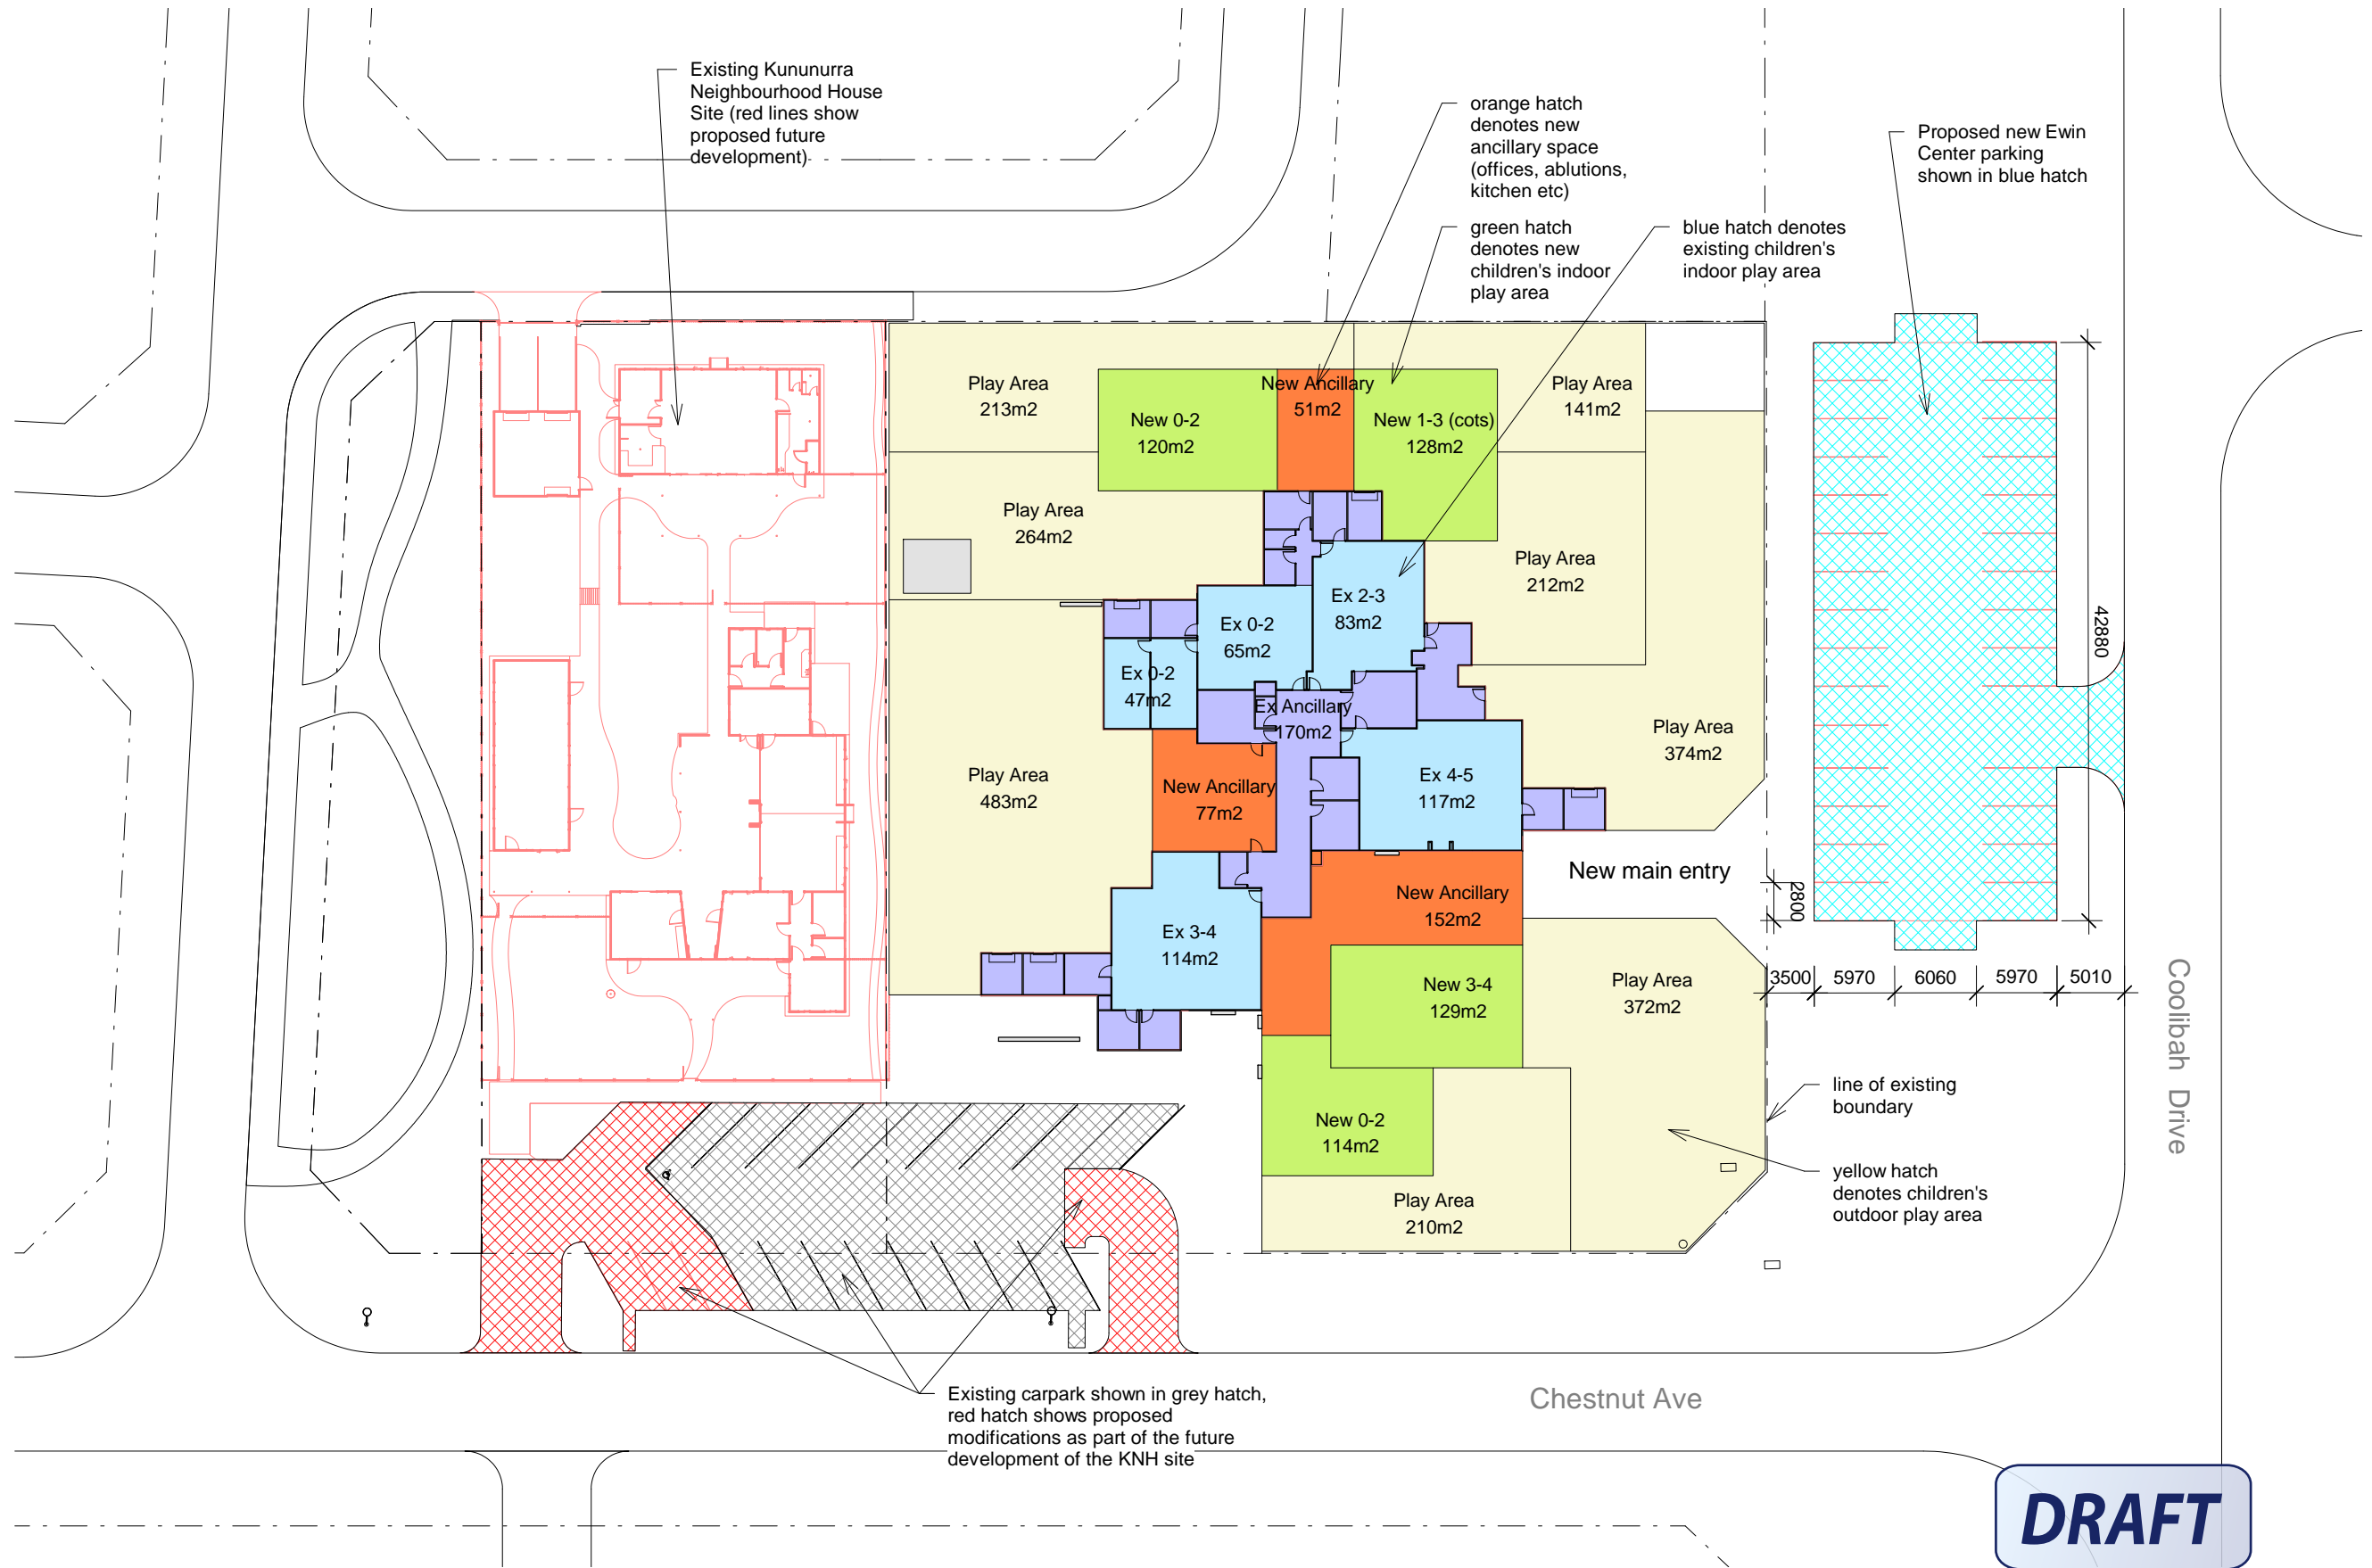 Existing Kununurra
Neighbourhood House
Site (red lines show
proposed future
development)
orange hatch
denotes new
ancillary space
(offices, ablutions,
kitchen etc)
green hatch
denotes new
children's indoor
play area
blue hatch denotes
existing children's
indoor play area
Proposed new Ewin
Center parking
shown in blue hatch
Play Area
213m2
New 0-2
120m2
New Ancillary
51m2
New 1-3 (cots)
128m2
Play Area
141m2
Play Area
264m2
Play Area
212m2
Ex 2-3
83m2
Ex 0-2
65m2
Ex 0-2
47m2
Ex Ancillary
170m2
Play Area
374m2
42880
Play Area
483m2
New Ancillary
77m2
Ex 4-5
117m2
New main entry
2800
New Ancillary
152m2
Ex 3-4
114m2
New 3-4
129m2
Play Area
372m2
3500
5970
6060
5970
5010
Coolibah Drive
line of existing
boundary
New 0-2
114m2
Play Area
210m2
yellow hatch
denotes children's
outdoor play area
Existing carpark shown in grey hatch,
red hatch shows proposed
modifications as part of the future
development of the KNH site
Chestnut Ave
DRAFT